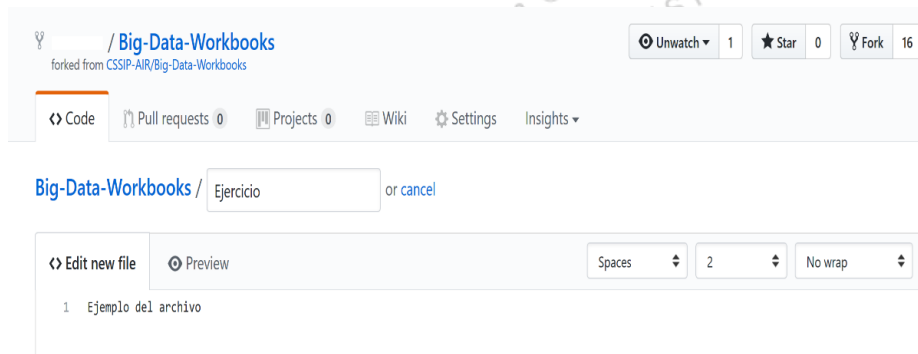 / Big-Data-Workbooks
forked from CSSIP-AIR/Big-Data-Workbooks
Unwatch 1 Star 0 Fork 16
Code Pull requests 0 Projects 0 Wiki Settings Insights
Big-Data-Workbooks / Ejercicio or cancel
Edit new file Preview Spaces 2 No wrap
1 Ejemplo del archivo